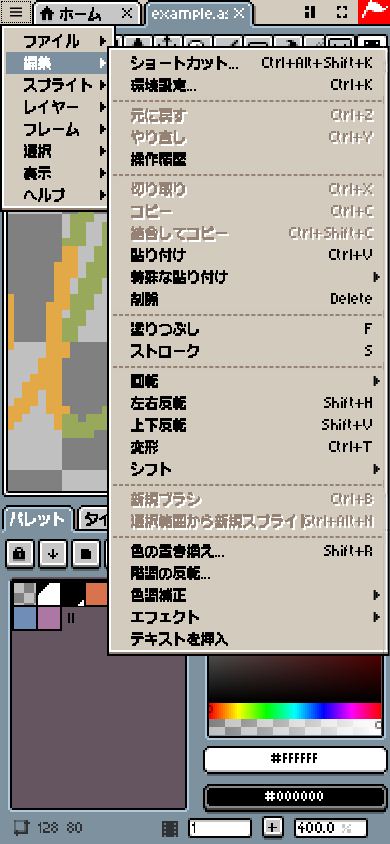 ホーム example.as
ファイル
編集
スプライト
レイヤー
フレーム
選択
表示
ヘルプ
ショートカット... Ctrl+Alt+Shift+K
環境設定... Ctrl+K
元に戻す Ctrl+Z
やり直し Ctrl+Y
操作履歴
切り取り Ctrl+X
コピー Ctrl+C
結合してコピー Ctrl+Shift+C
貼り付け Ctrl+V
特殊な貼り付け
削除 Delete
塗りつぶし F
ストローク S
回転
左右反転 Shift+H
上下反転 Shift+V
変形 Ctrl+T
シフト
新規ブラシ Ctrl+B
選択範囲から新規スプライト Ctrl+Alt+N
色の置き換え... Shift+R
階調の反転...
色調補正
エフェクト
テキストを挿入
パレット タイ
#FFFFFF
#000000
128 80 1 400.0 %